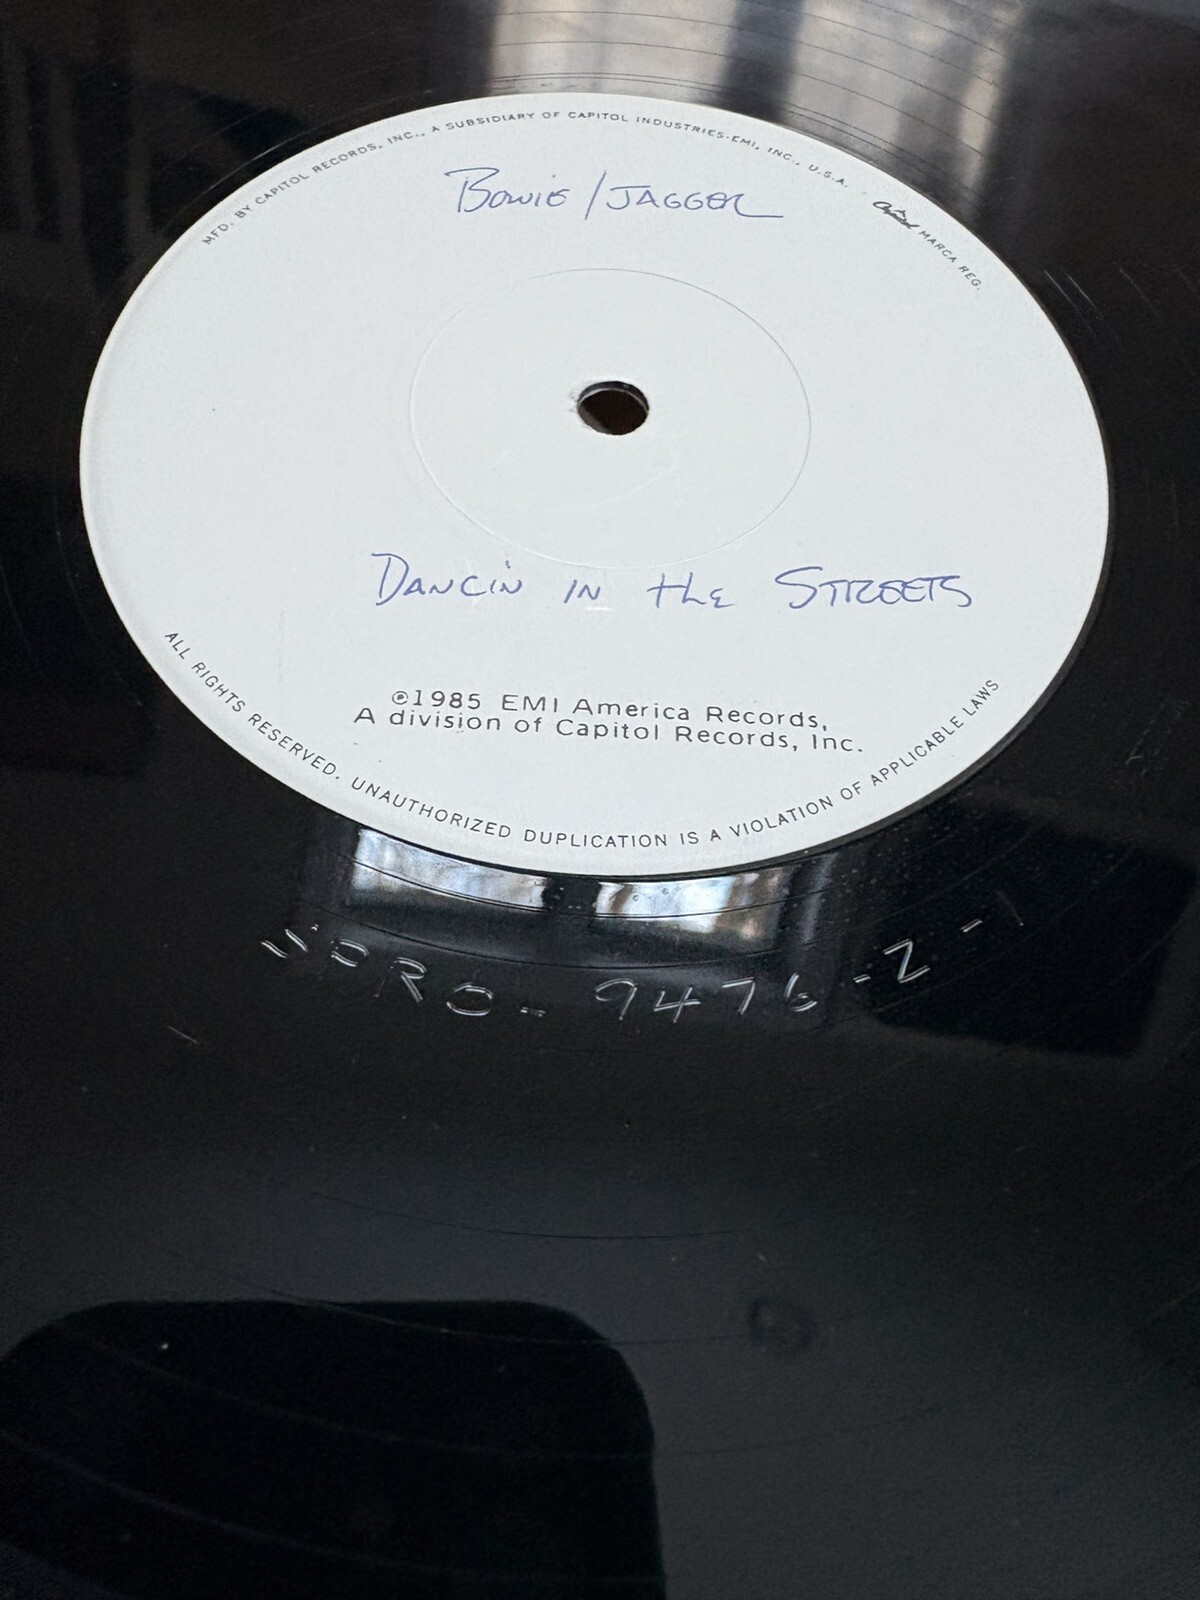 MFD. BY CAPITOL RECORDS, INC., A SUBSIDIARY OF CAPITOL INDUSTRIES-EMI, INC., U.S.A. · Capitol MARCA REG.
Bowie / JAGGER
DANCIN IN the STREETS
℗1985 EMI America Records,
A division of Capitol Records, Inc.
ALL RIGHTS RESERVED. UNAUTHORIZED DUPLICATION IS A VIOLATION OF APPLICABLE LAWS
SPRO-9476-Z-1